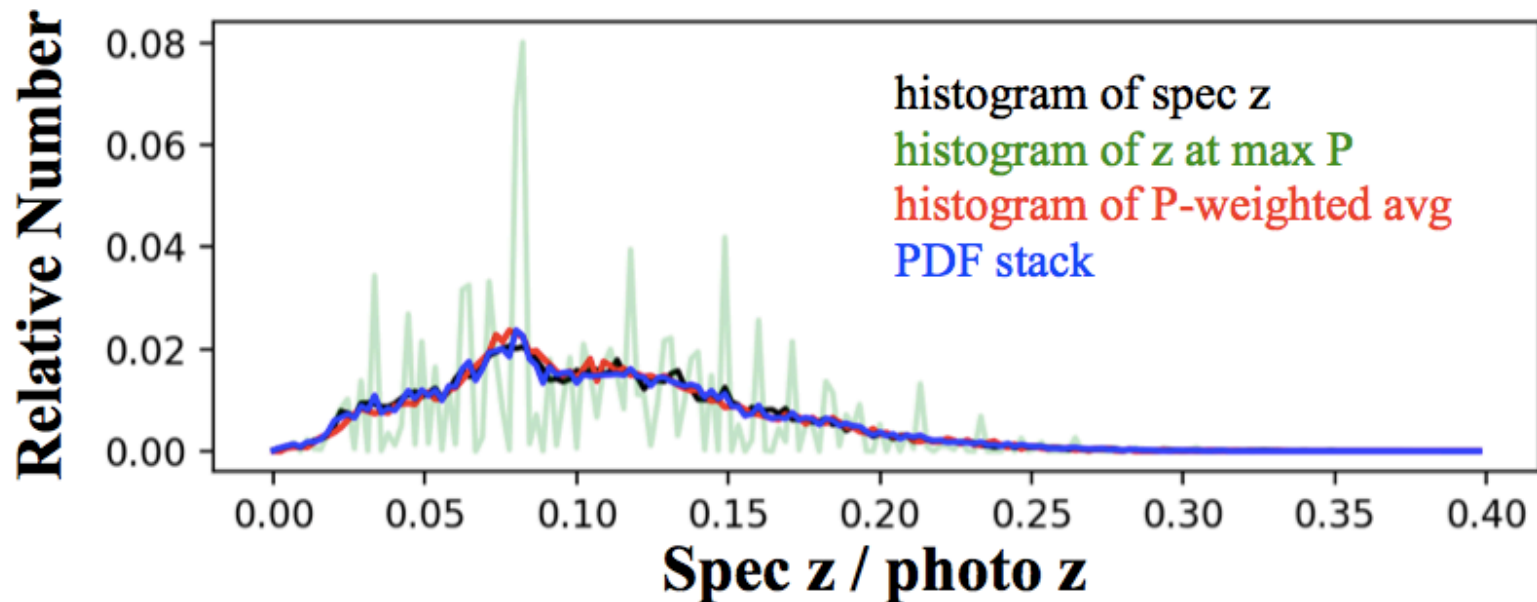 Relative Number
0.08
0.06
0.04
0.02
0.00
histogram of spec z
histogram of z at max P
histogram of P-weighted avg
PDF stack
0.00 0.05 0.10 0.15 0.20 0.25 0.30 0.35 0.40
Spec z / photo z